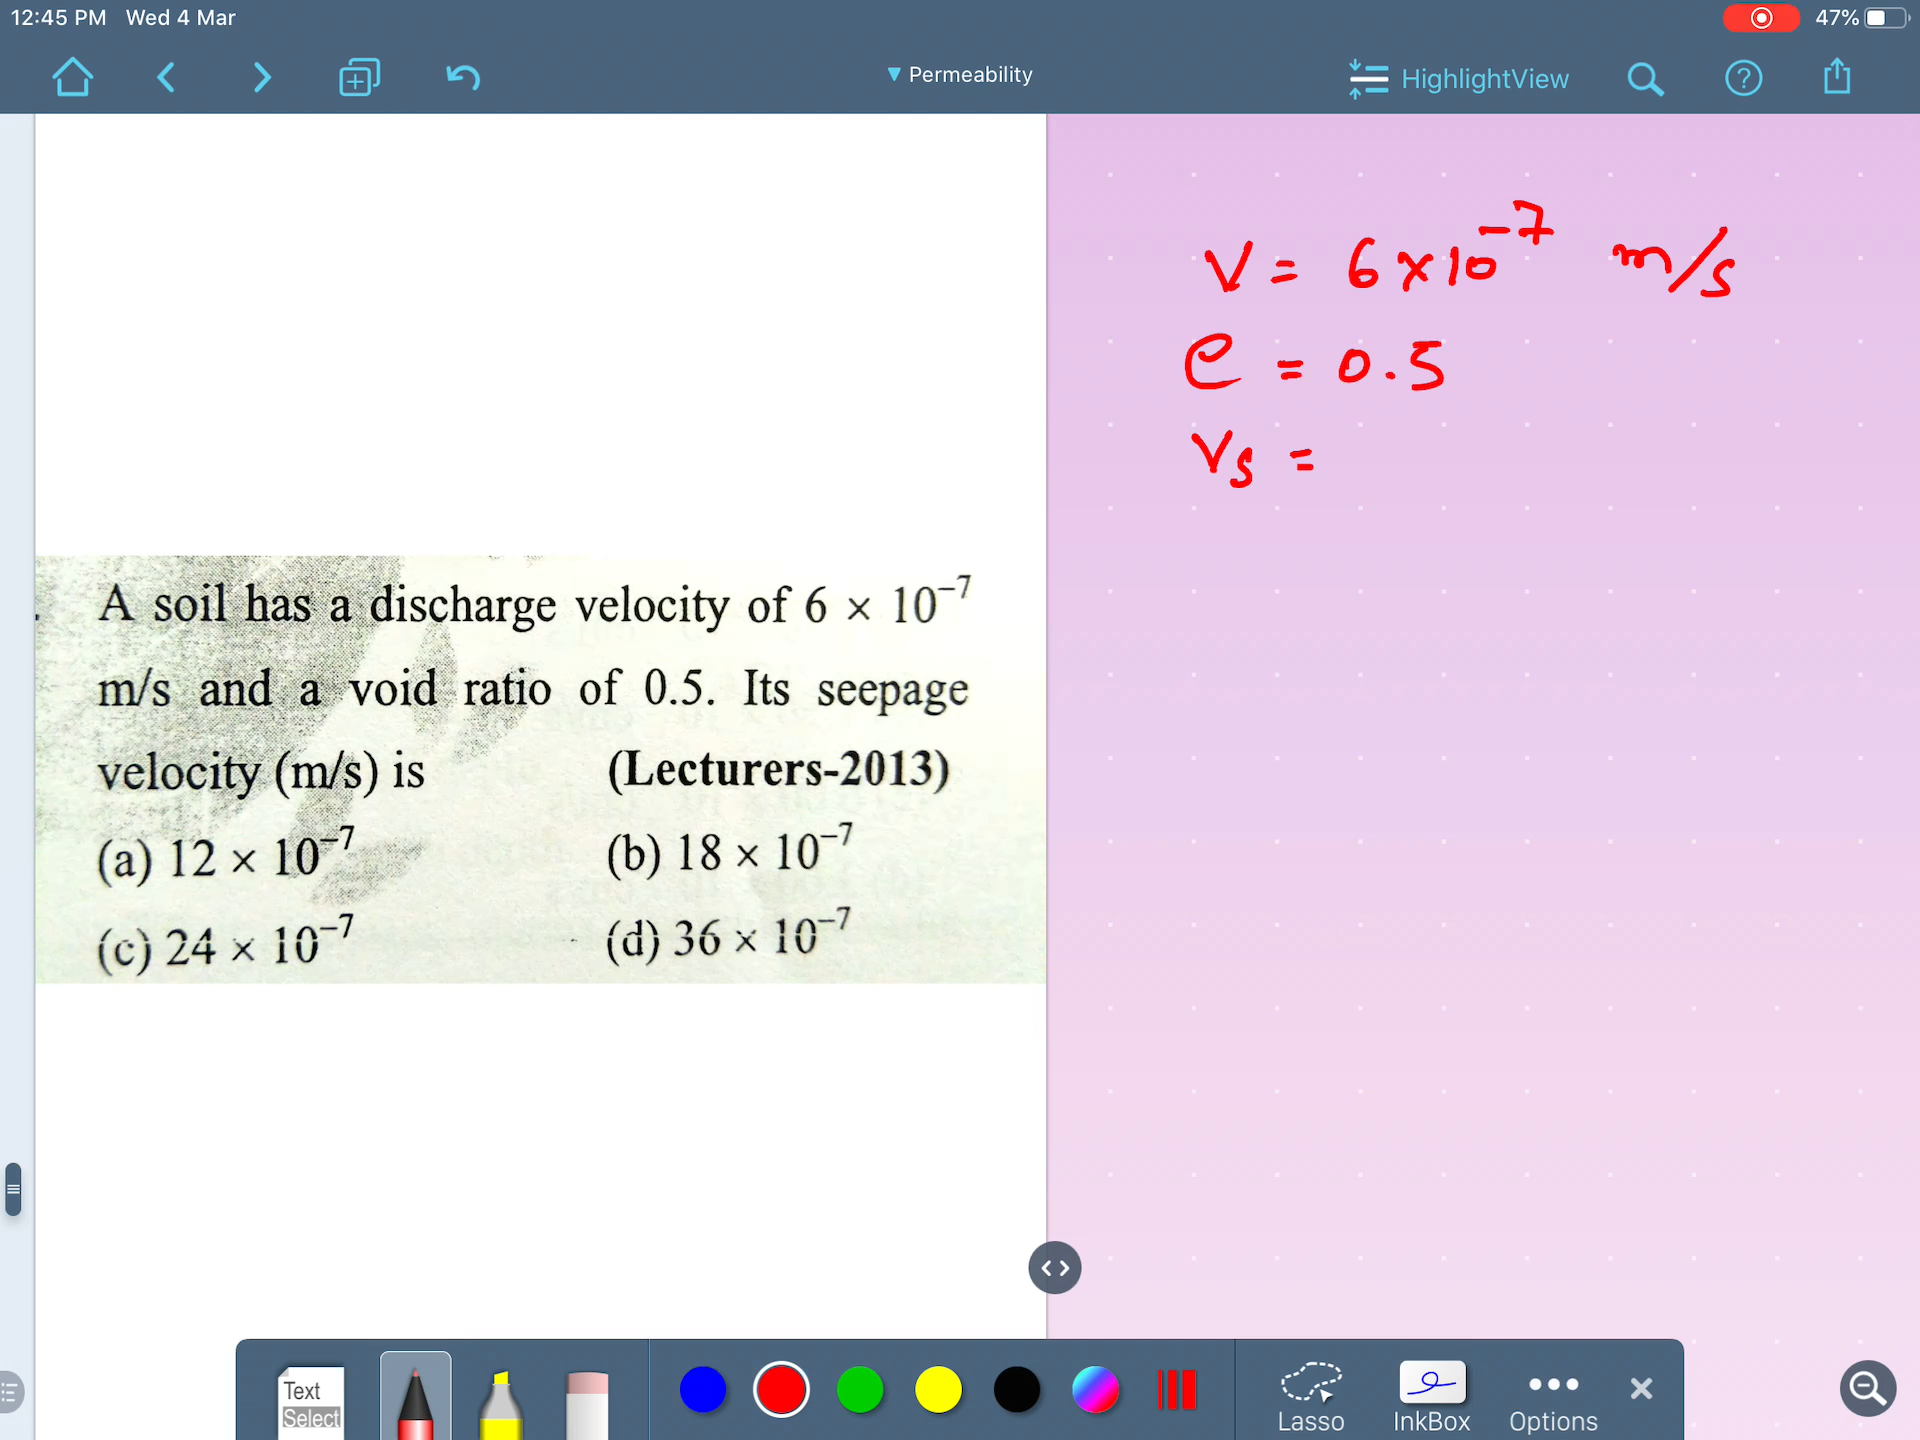 12:45 PM Wed 4 Mar
47%
▼ Permeability
HighlightView
V = 6 × 10⁻⁷ m/s
e = 0.5
Vs =
A soil has a discharge velocity of 6 × 10⁻⁷
m/s and a void ratio of 0.5. Its seepage
velocity (m/s) is (Lecturers-2013)
(a) 12 × 10⁻⁷ (b) 18 × 10⁻⁷
(c) 24 × 10⁻⁷ (d) 36 × 10⁻⁷
Text
Select
Lasso
InkBox
Options